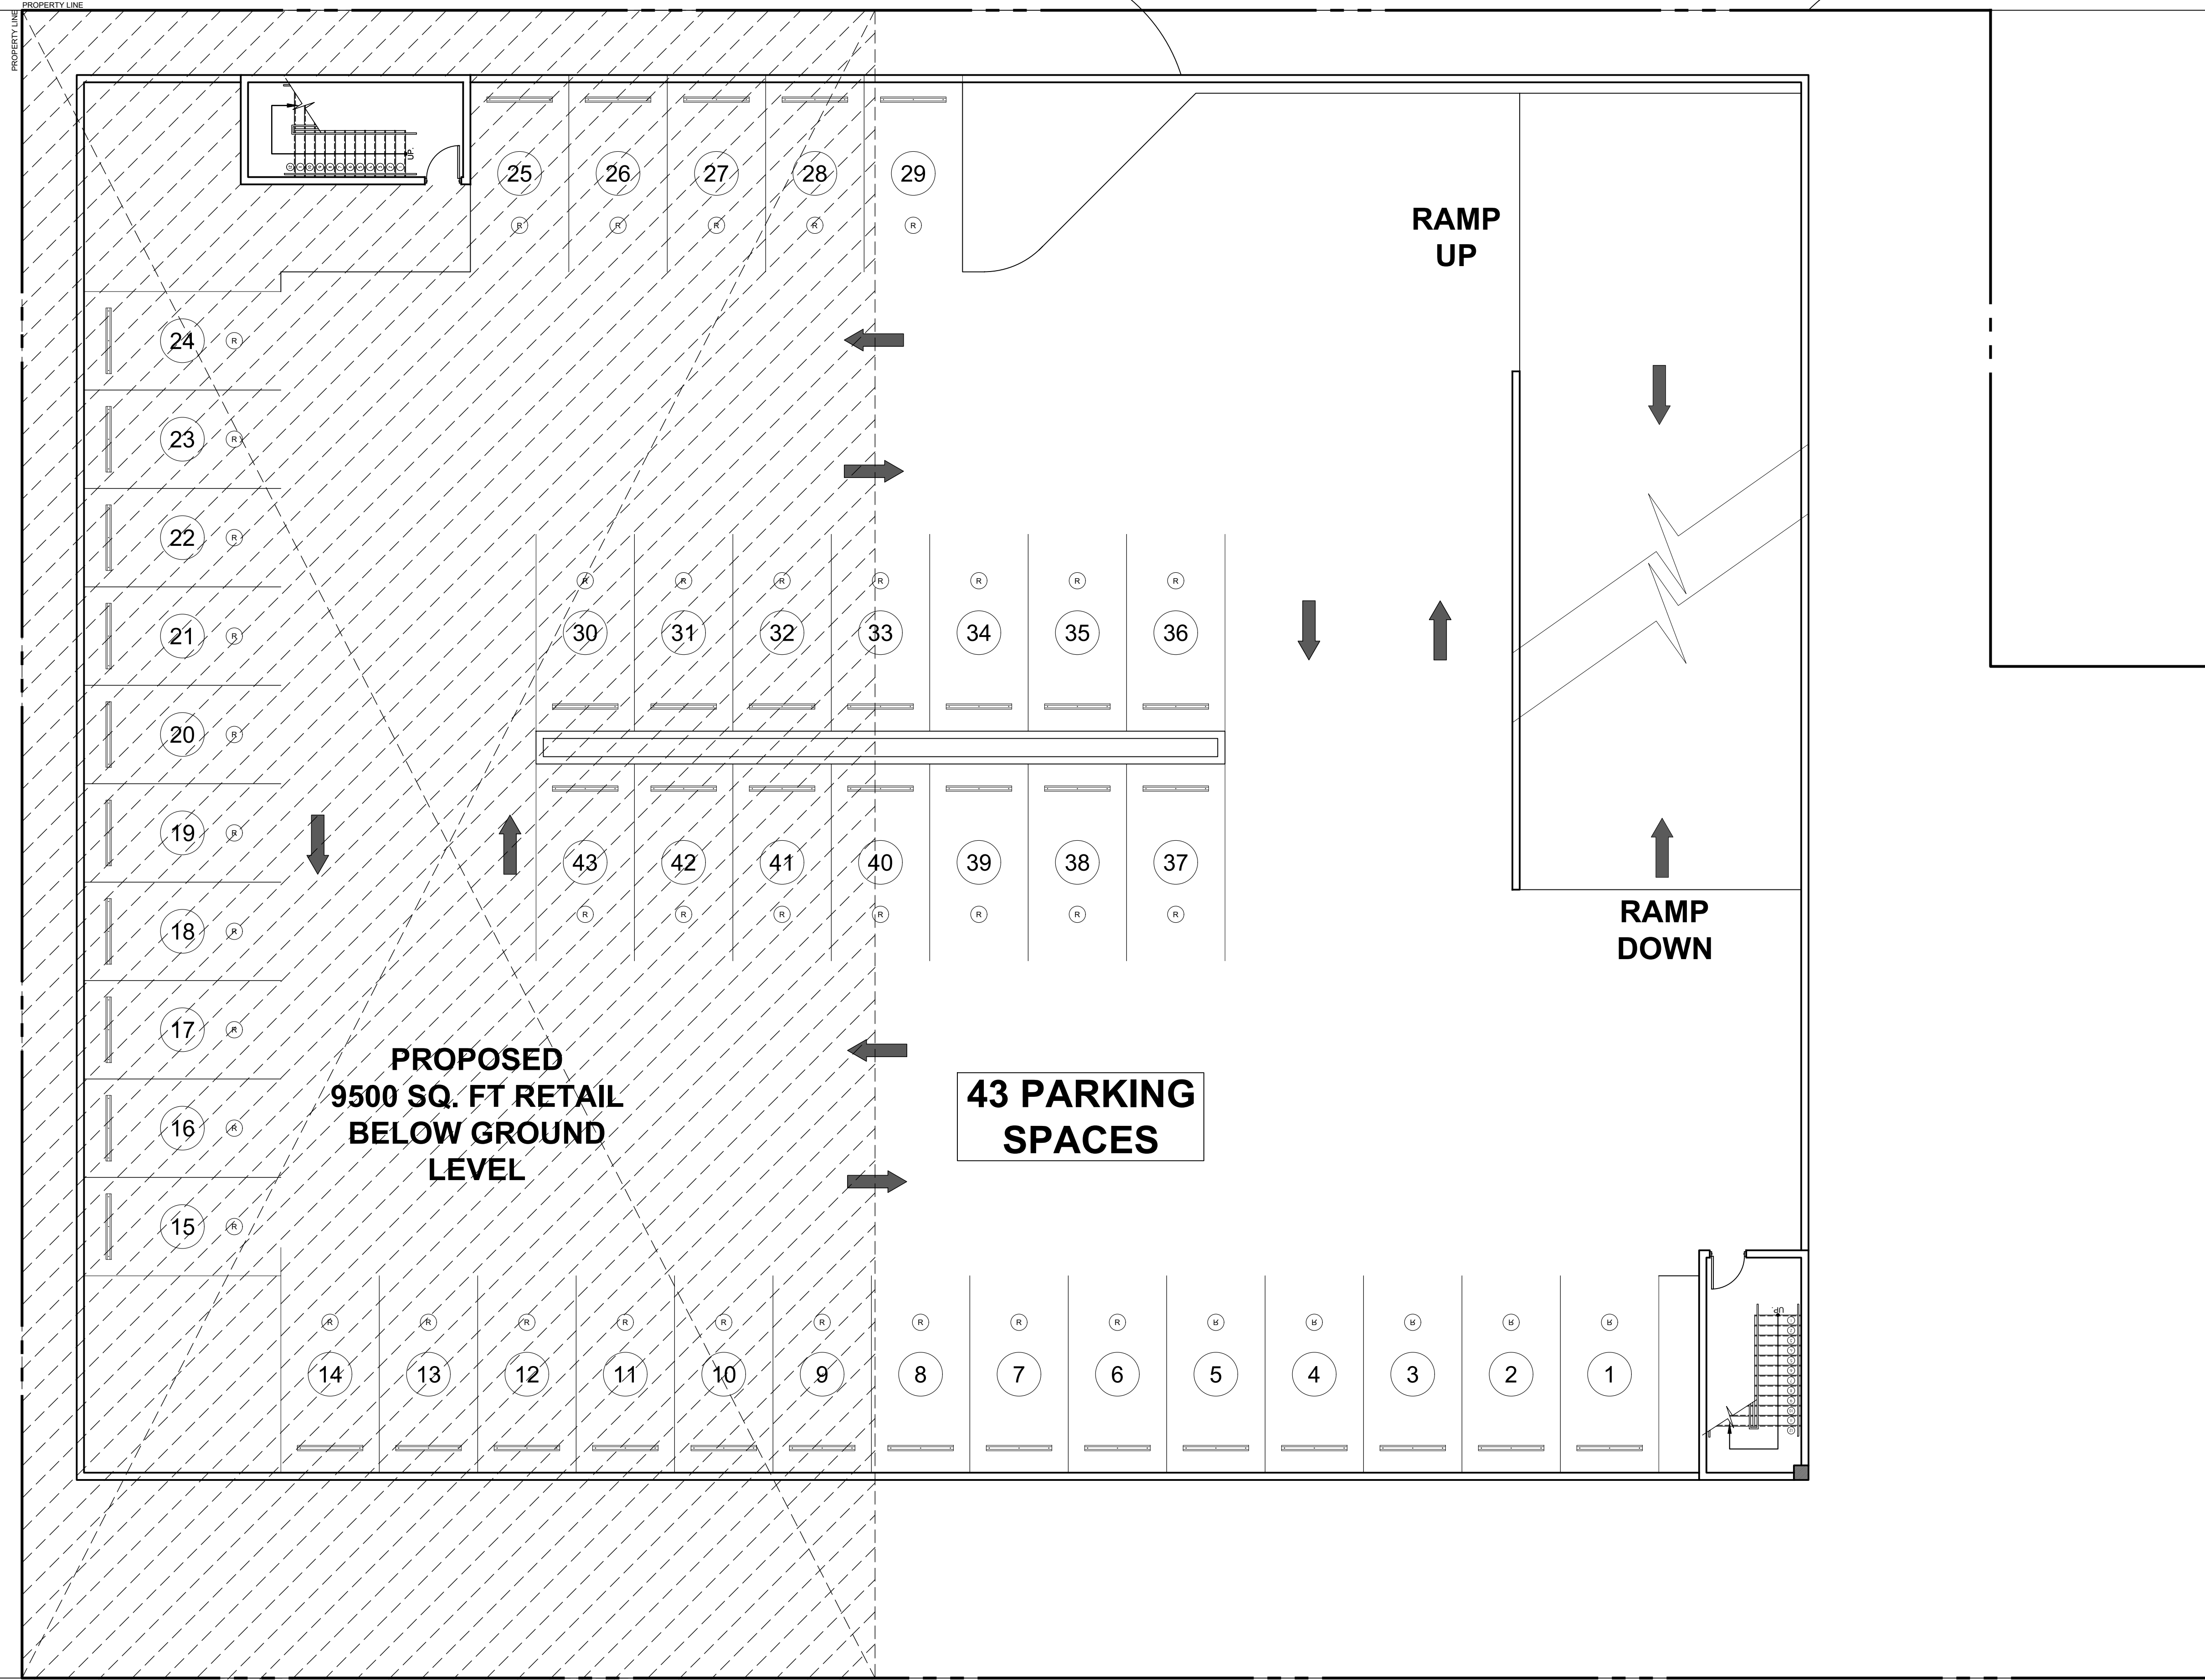 PROPERTY LINE
PROPERTY LINE
UP.
25 26 27 28 29
R R R R R
RAMP
UP
24 R
23 R
22 R
21 R
20 R
19 R
18 R
17 R
16 R
15 R
R R R R R R R
30 31 32 33 34 35 36
43 42 41 40 39 38 37
R R R R R R R
RAMP
DOWN
PROPOSED
9500 SQ. FT RETAIL
BELOW GROUND
LEVEL
43 PARKING
SPACES
UP.
R R R R R R R R R R R R R R
14 13 12 11 10 9 8 7 6 5 4 3 2 1